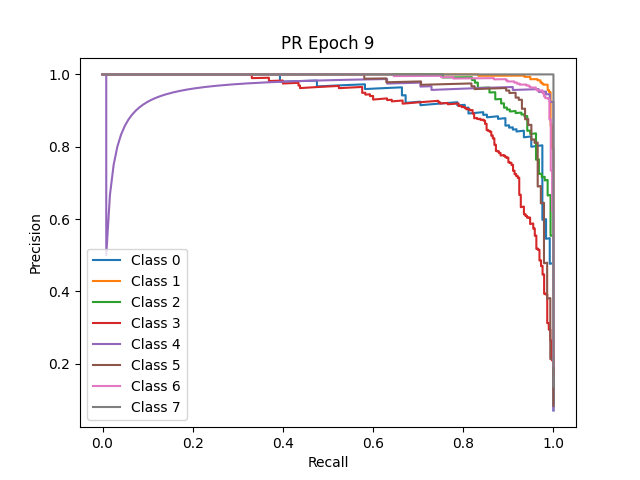 PR Epoch 9
Precision
1.0
0.8
0.6
0.4
0.2
Class 0
Class 1
Class 2
Class 3
Class 4
Class 5
Class 6
Class 7
0.0 0.2 0.4 0.6 0.8 1.0
Recall